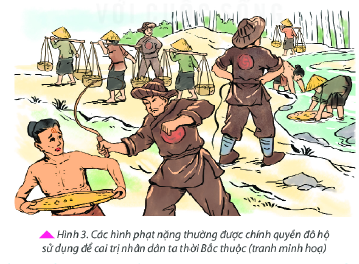 Hình 3. Các hình phạt nặng thường được chính quyền đô hộ
sử dụng để cai trị nhân dân ta thời Bắc thuộc (tranh minh hoạ)